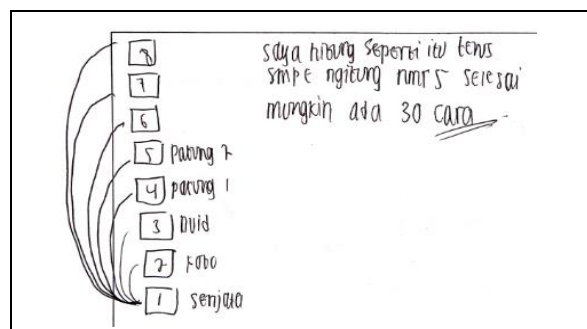 8
saya hitung seperti itu terus
7
smpe ngitung nmr 5 selesai
6
mungkin ada 30 cara
5 patung 2
4 patung 1
3 Duid
2 robo
1 senjata